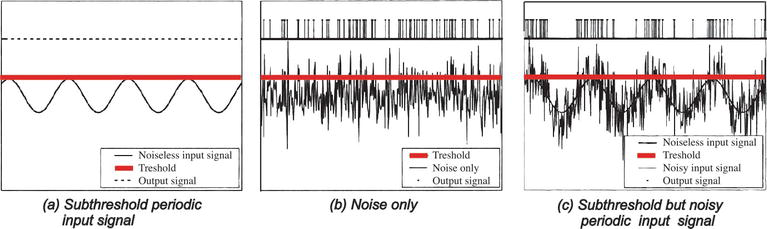 Noiseless input signal
Treshold
Output signal
(a) Subthreshold periodic
input signal
Treshold
Noise only
Output signal
(b) Noise only
Noiseless input signal
Treshold
Noisy input signal
Output signal
(c) Subthreshold but noisy
periodic input signal